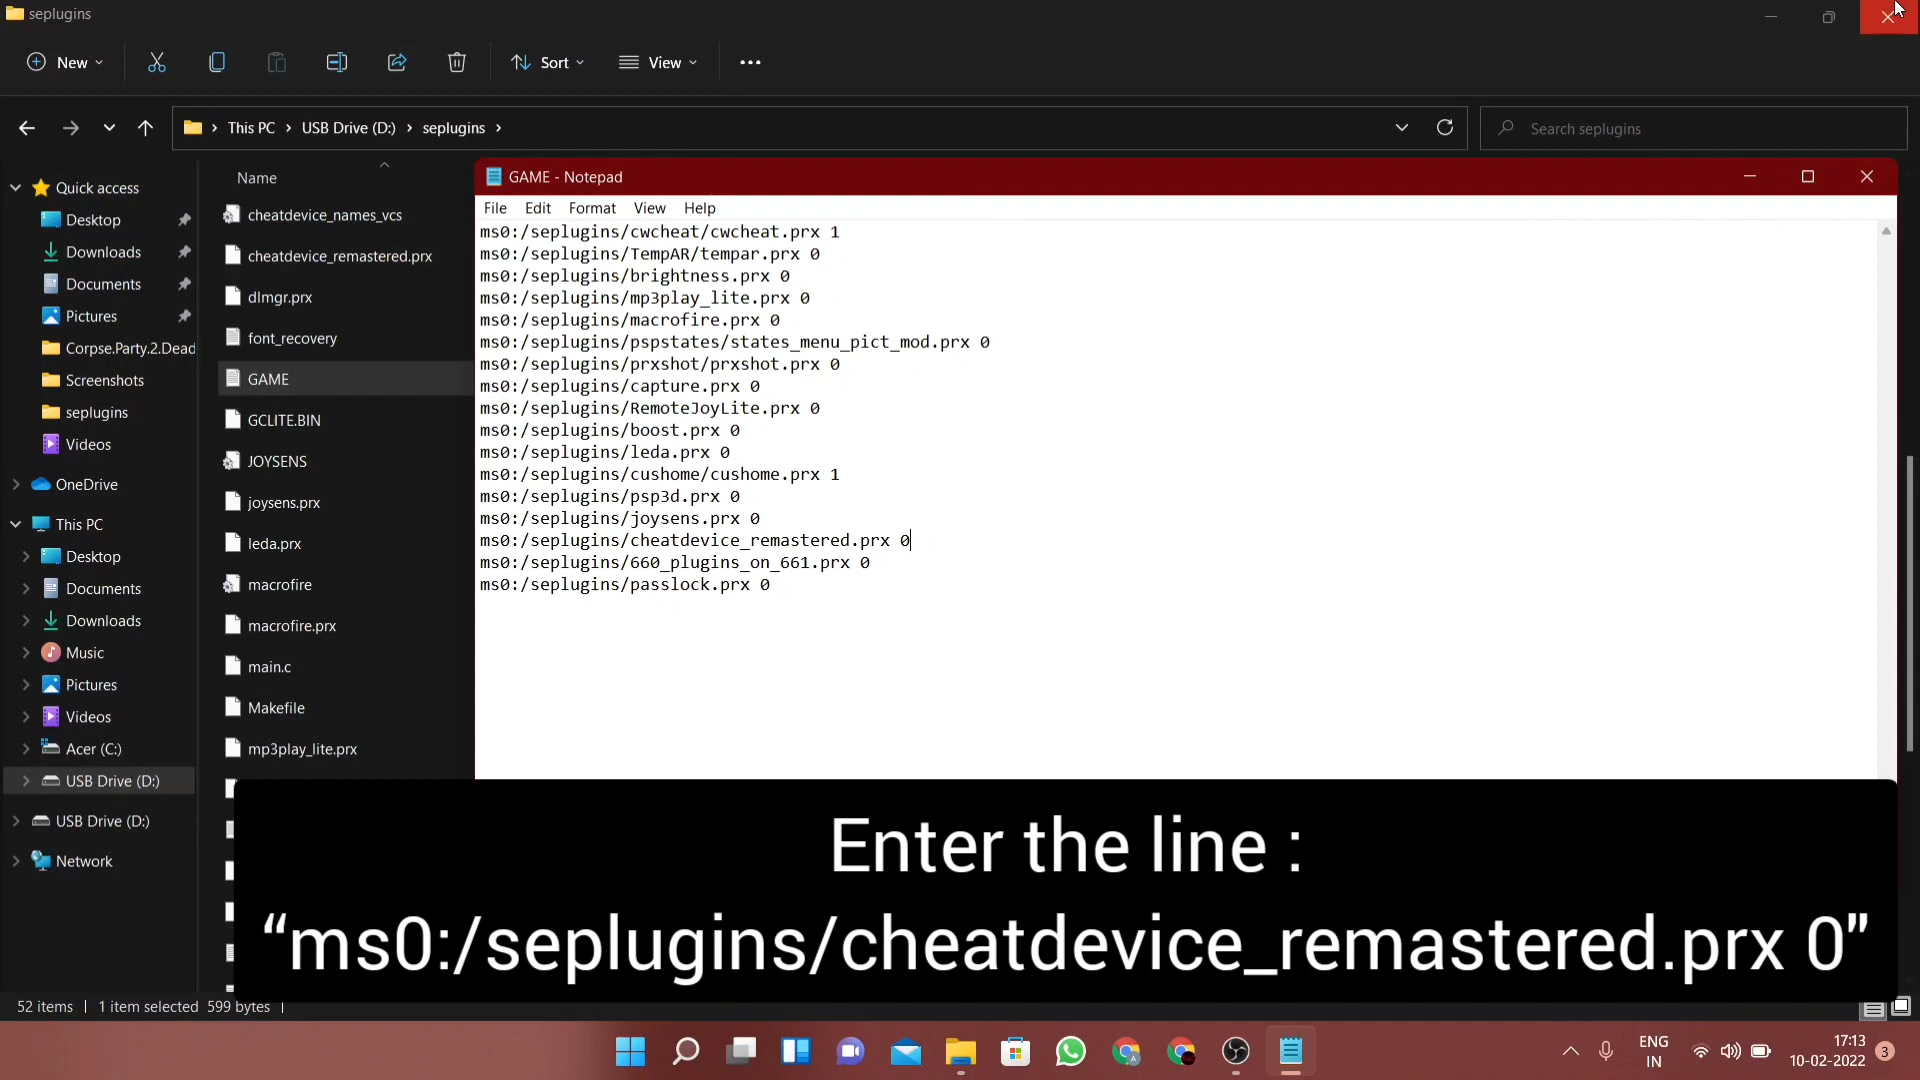 seplugins
New
Sort
View
This PC
USB Drive (D:)
seplugins
Search seplugins
Quick access
Desktop
Downloads
Documents
Pictures
Corpse.Party.2.Dead
Screenshots
seplugins
Videos
OneDrive
This PC
Desktop
Documents
Downloads
Music
Pictures
Videos
Acer (C:)
USB Drive (D:)
USB Drive (D:)
Network
Name
cheatdevice_names_vcs
cheatdevice_remastered.prx
dlmgr.prx
font_recovery
GAME
GCLITE.BIN
JOYSENS
joysens.prx
leda.prx
macrofire
macrofire.prx
main.c
Makefile
mp3play_lite.prx
GAME - Notepad
File Edit Format View Help
ms0:/seplugins/cwcheat/cwcheat.prx 1
ms0:/seplugins/TempAR/tempar.prx 0
ms0:/seplugins/brightness.prx 0
ms0:/seplugins/mp3play_lite.prx 0
ms0:/seplugins/macrofire.prx 0
ms0:/seplugins/pspstates/states_menu_pict_mod.prx 0
ms0:/seplugins/prxshot/prxshot.prx 0
ms0:/seplugins/capture.prx 0
ms0:/seplugins/RemoteJoyLite.prx 0
ms0:/seplugins/boost.prx 0
ms0:/seplugins/leda.prx 0
ms0:/seplugins/cushome/cushome.prx 1
ms0:/seplugins/psp3d.prx 0
ms0:/seplugins/joysens.prx 0
ms0:/seplugins/cheatdevice_remastered.prx 0
ms0:/seplugins/660_plugins_on_661.prx 0
ms0:/seplugins/passlock.prx 0
Enter the line :
“ms0:/seplugins/cheatdevice_remastered.prx 0”
52 items
1 item selected 599 bytes
ENG
IN
17:13
10-02-2022
3